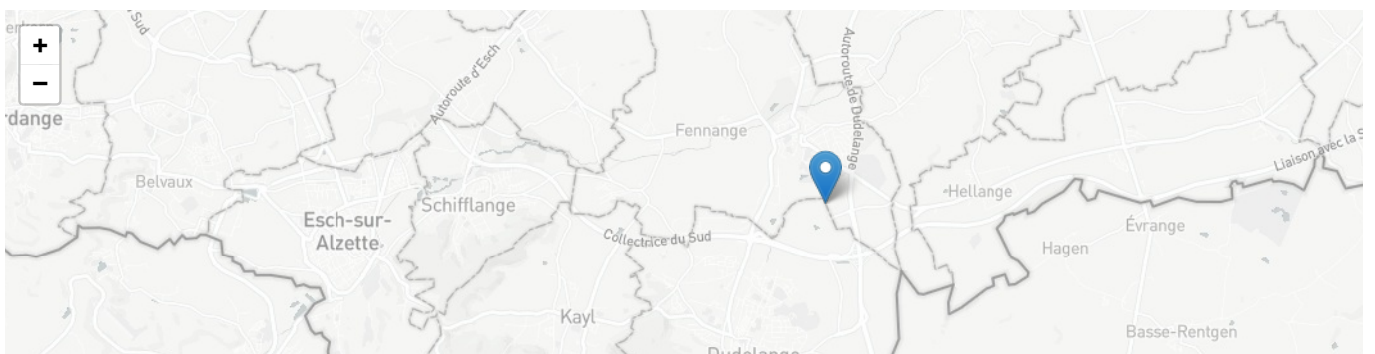 +
−
Sud
rdange
Belvaux
Autoroute d'Esch
Esch-sur-
Alzette
Schifflange
Fennange
Autoroute de Dudelange
Collectrice du Sud
Kayl
Hellange
Liaison avec la S
Évrange
Hagen
Basse-Rentgen
Dudelange